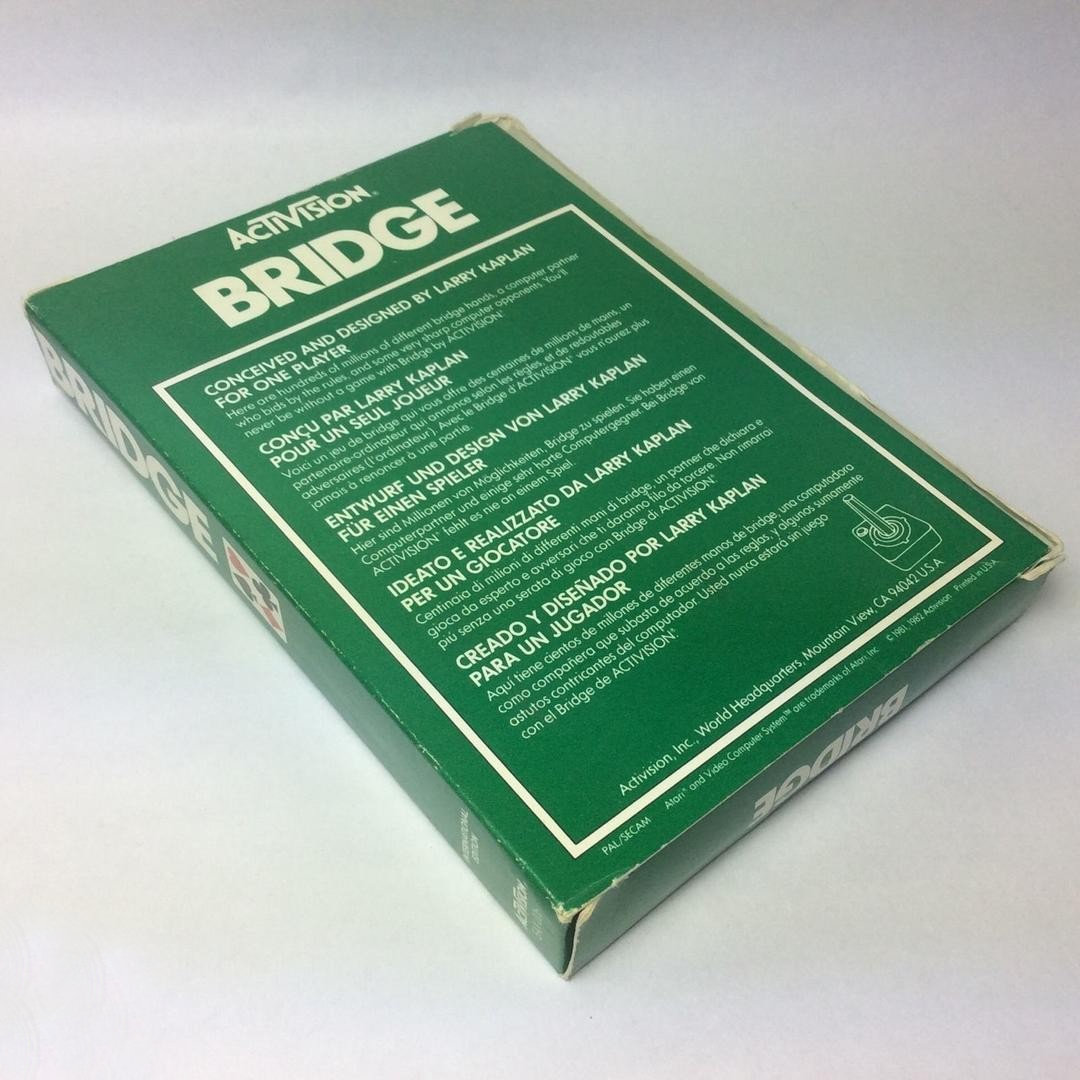 ACTIVISION®
BRIDGE
CONCEIVED AND DESIGNED BY LARRY KAPLAN
FOR ONE PLAYER
Here are hundreds of millions of different bridge hands, a computer partner
who bids by the rules, and some very sharp computer opponents. You'll
never be without a game with Bridge by ACTIVISION®
CONÇU PAR LARRY KAPLAN
POUR UN SEUL JOUEUR
Voici un jeu de bridge qui vous offre des centaines de millions de mains, un
partenaire-ordinateur qui annonce selon les règles, et de redoutables
adversaires (l'ordinateur). Avec le Bridge d'ACTIVISION® vous n'aurez plus
jamais à renoncer à une partie.
ENTWURF UND DESIGN VON LARRY KAPLAN
FÜR EINEN SPIELER
Hier sind Millionen von Möglichkeiten, Bridge zu spielen. Sie haben einen
Computerpartner und einige sehr harte Computergegner. Bei Bridge von
ACTIVISION® fehlt es nie an einem Spiel.
IDEATO E REALIZZATO DA LARRY KAPLAN
PER UN GIOCATORE
Centinaia di milioni di differenti mani di bridge, un partner che dichiara e
gioca da esperto e avversari che ti daranno filo da torcere. Non rimarrai
più senza una serata di gioco con Bridge di ACTIVISION®
CREADO Y DISEÑADO POR LARRY KAPLAN
PARA UN JUGADOR
Aquí tiene cientos de millones de diferentes manos de bridge, una computadora
como compañera que subasta de acuerdo a las reglas, y algunos sumamente
astutos contricantes del computador. Usted nunca estará sin juego
con el Bridge de ACTIVISION®
Activision, Inc., World Headquarters, Mountain View, CA 94042 U.S.A.
PAL/SECAM Atari® and Video Computer System™ are trademarks of Atari, Inc. © 1981, 1982 Activision Printed in U.S.A.
BRIDGE
INTERNATIONAL
EDITION
ACTIVISION
BRIDGE